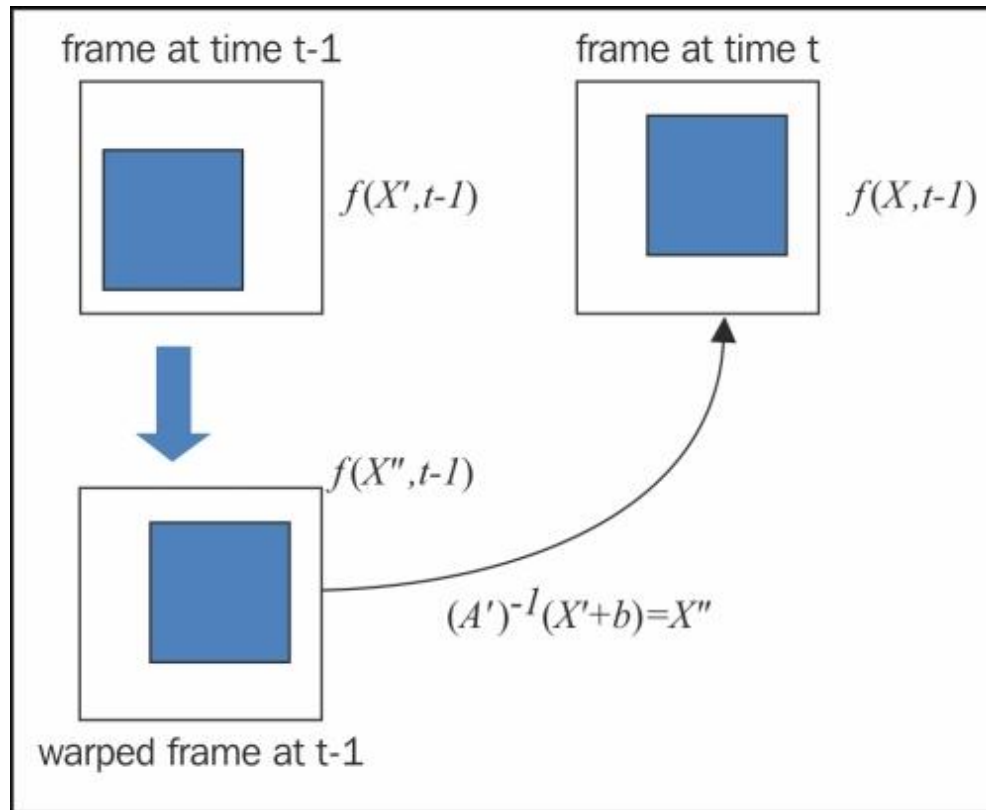 frame at time t-1
frame at time t
f(X′,t-1)
f(X,t-1)
f(X″,t-1)
(A′)⁻¹(X′+b)=X″
warped frame at t-1